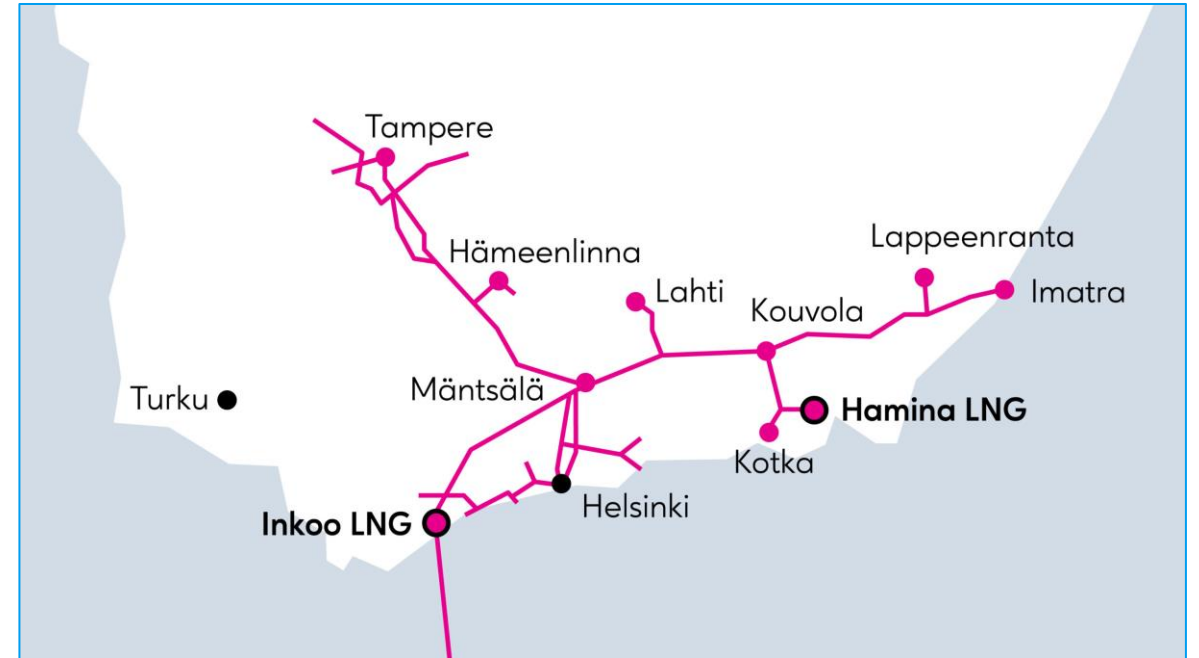 Tampere
Hämeenlinna
Lappeenranta
Lahti
Imatra
Kouvola
Mäntsälä
Turku
Hamina LNG
Kotka
Helsinki
Inkoo LNG